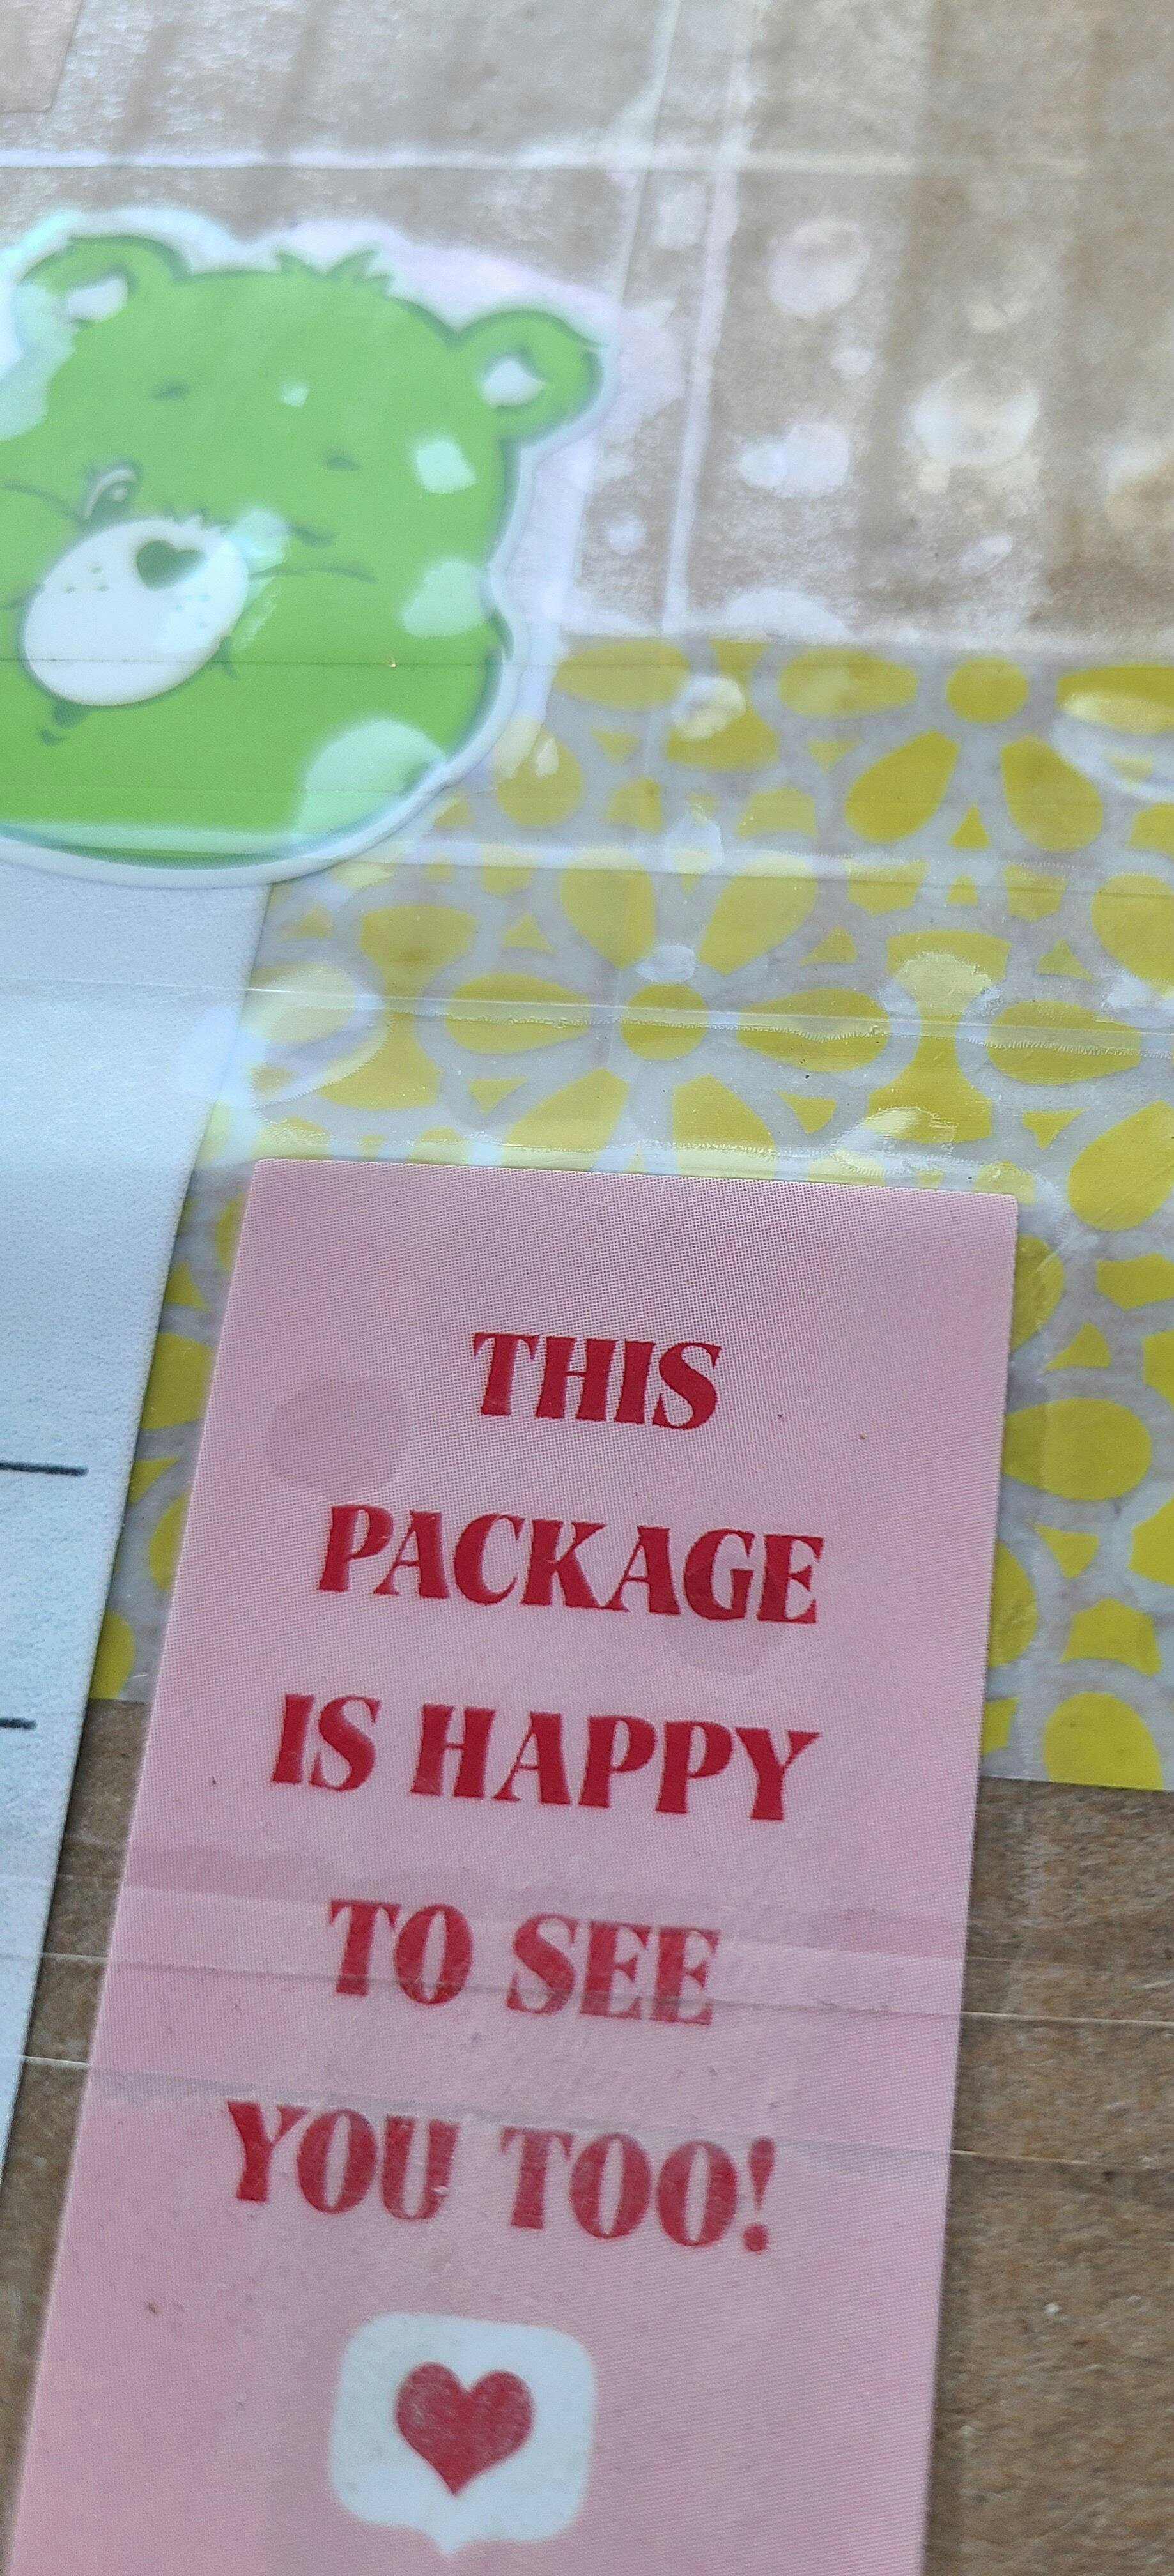 THIS
PACKAGE
IS HAPPY
TO SEE
YOU TOO!